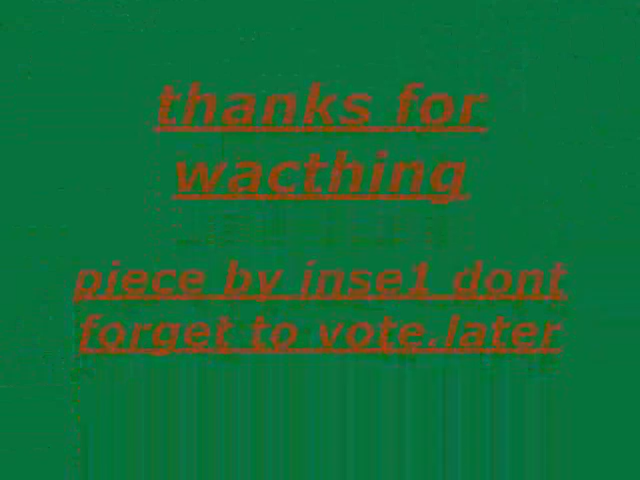 thanks for
wacthing
piece by inse1 dont
forget to vote.later